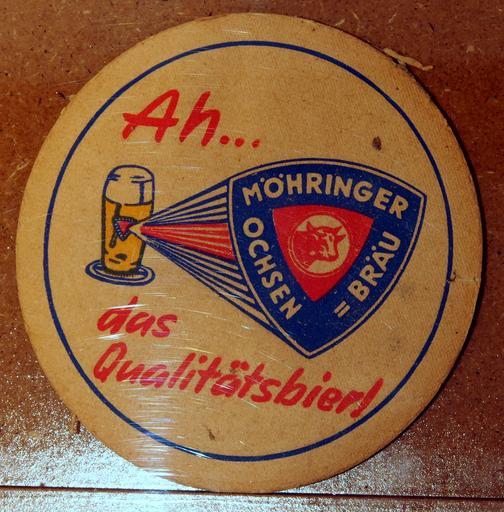 Ah...
MÖHRINGER
OCHSEN = BRÄU
das
Qualitätsbier!